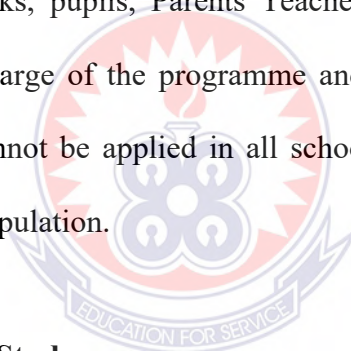 ks, pupils, Parents Teache
arge of the programme an
nnot be applied in all scho
pulation.
EDUCATION FOR SERVICE
Study